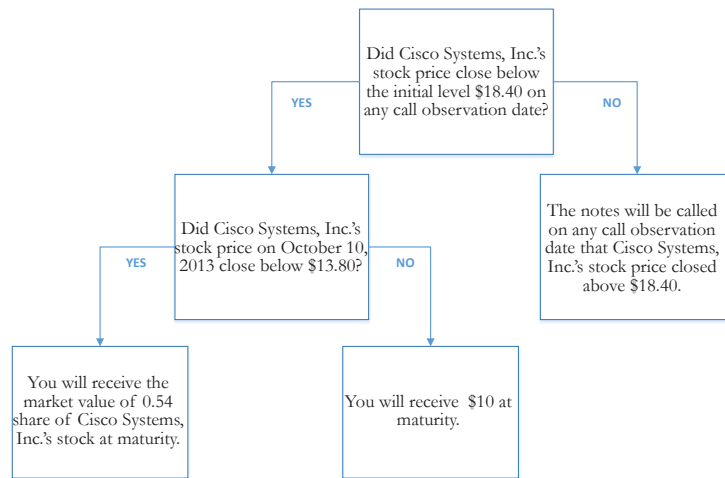 Did Cisco Systems, Inc.'s
stock price close below
the initial level $18.40 on
any call observation date?
YES
NO
Did Cisco Systems, Inc.'s
stock price on October 10,
2013 close below $13.80?
The notes will be called
on any call observation
date that Cisco Systems,
Inc.'s stock price closed
above $18.40.
YES
NO
You will receive the
market value of 0.54
share of Cisco Systems,
Inc.'s stock at maturity.
You will receive $10 at
maturity.